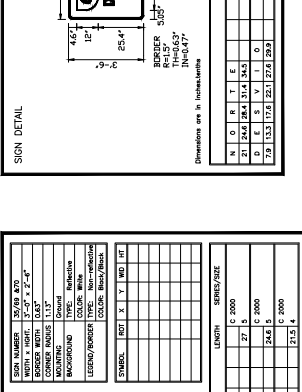 SIGN NUMBER 35/69 &70
WIDTH x HGHT. 3'-0" x 2'-6"
BORDER WIDTH 0.63"
CORNER RADIUS 1.13"
MOUNTING Ground
BACKGROUND TYPE: Reflective
COLOR: White
LEGEND/BORDER TYPE: Non-reflective
COLOR: Black/Black
SYMBOL ROT X Y WID HT
LENGTH SERIES/SIZE
C 2000
27 5
C 2000
24.6 5
C 2000
21.5 4
SIGN DETAIL
4.6"
12"
25.4"
3'-6"
5.05"
BORDER
R=1.5"
TH=0.63"
IN=0.47"
Dimensions are in inches.tenths
N O R T E
21 24.6 28.4 31.4 34.5
D E S V I O
7.9 13.3 17.6 22.1 27.6 29.9